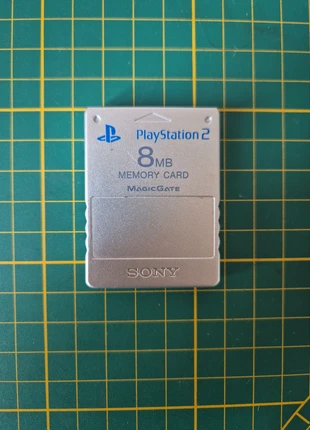 PlayStation 2
8MB
MEMORY CARD
MAGICGATE
SONY